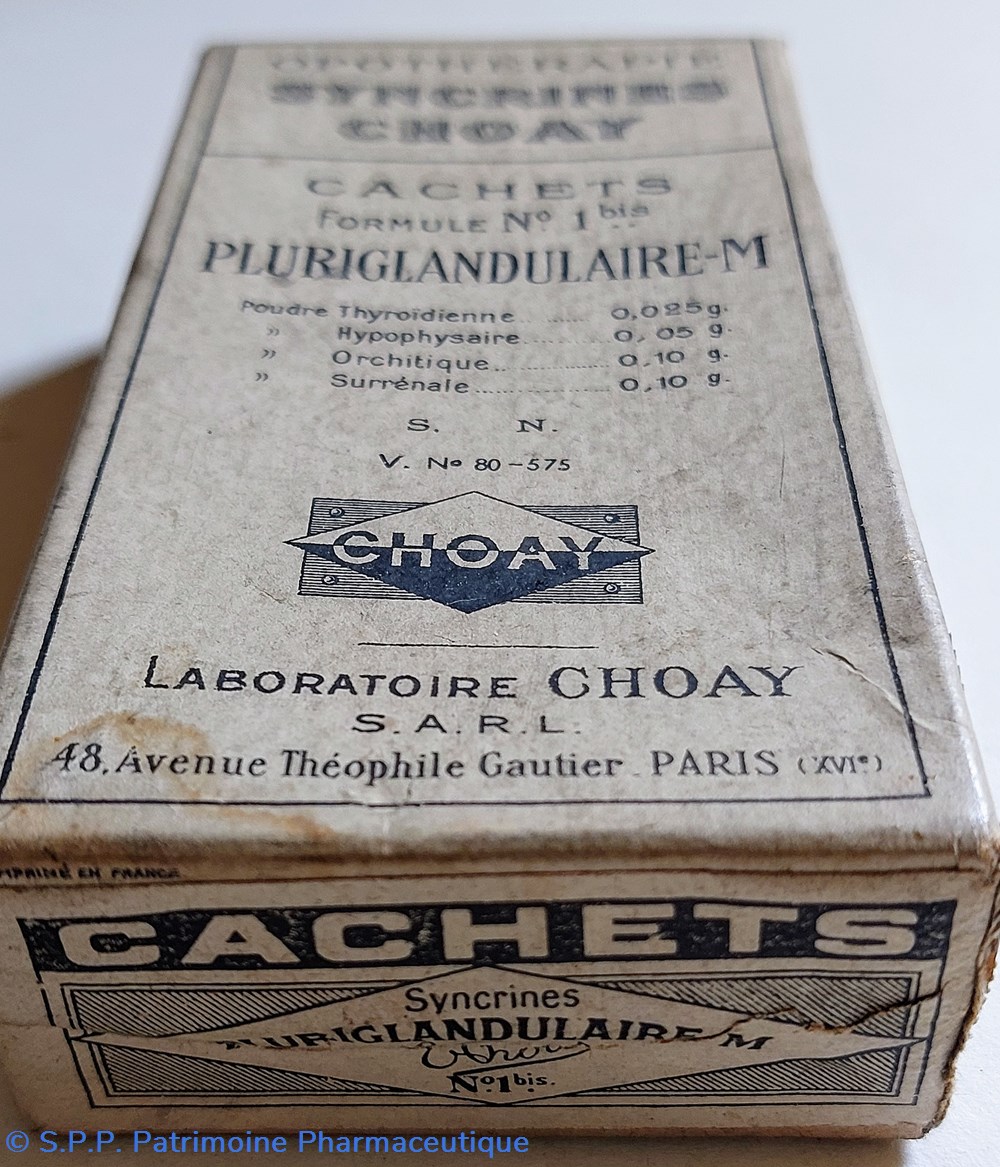 OPOTHÉRAPIE
SYNCRINES
CHOAY
CACHETS
FORMULE No 1 bis
PLURIGLANDULAIRE-M
Poudre Thyroïdienne ...... 0,025 g.
» Hypophysaire ............ 0,05 g.
» Orchitique ................ 0,10 g.
» Surrénale .................. 0,10 g.
S. N.
V. No 80-575
CHOAY
LABORATOIRE CHOAY
S.A.R.L.
48, Avenue Théophile Gautier . PARIS (XVIe)
IMPRIMÉ EN FRANCE
CACHETS
Syncrines
PLURIGLANDULAIRE-M
No 1 bis.
© S.P.P. Patrimoine Pharmaceutique